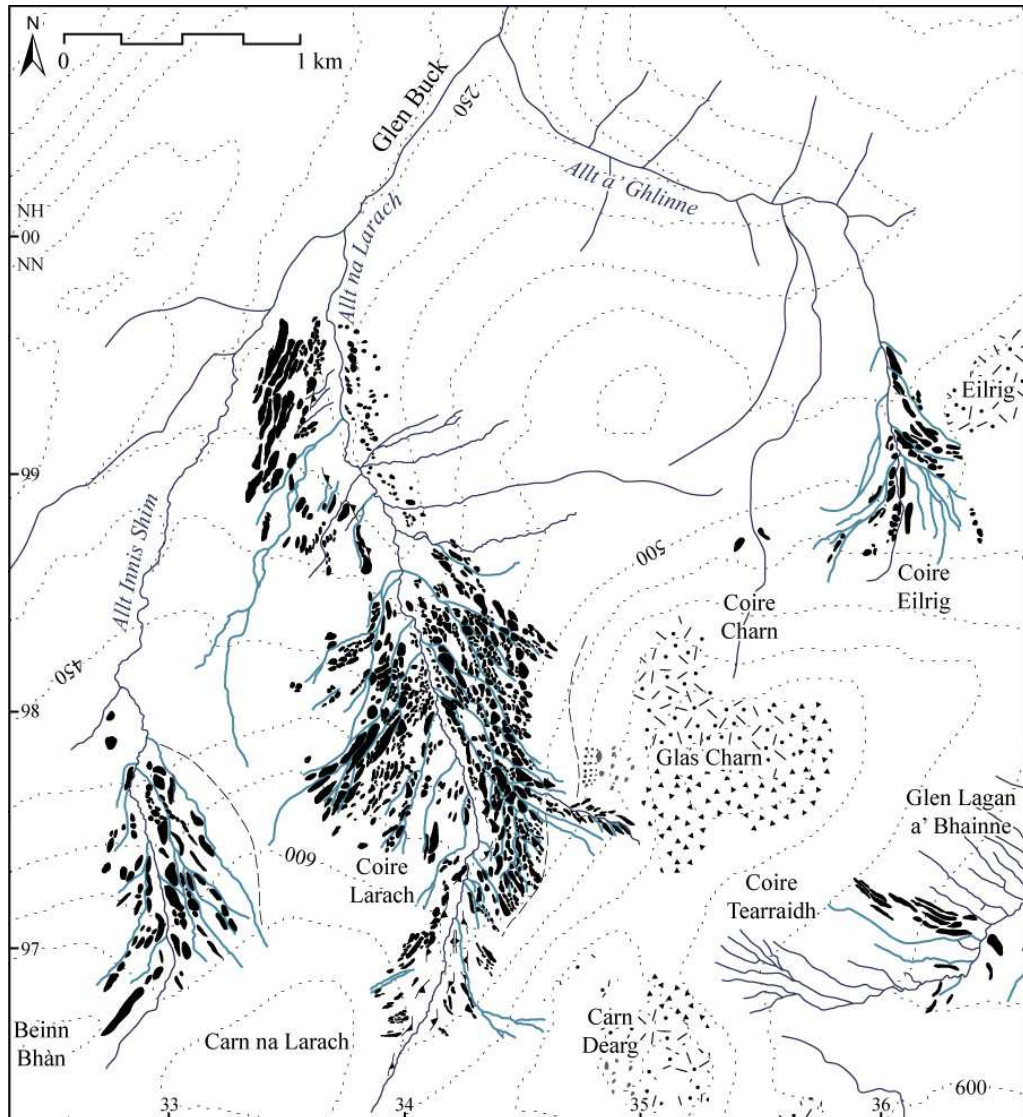 N
0
1 km
Glen Buck
250
NH
00
NN
Allt na Larach
Allt a' Ghlinne
Eilrig
99
Allt Innis Shim
500
Coire
Charn
Coire
Eilrig
450
98
Glas Charn
Glen Lagan
a' Bhainne
600
Coire
Larach
Coire
Tearraidh
97
Beinn
Bhàn
Carn na Larach
Carn
Dearg
600
33
34
35
36